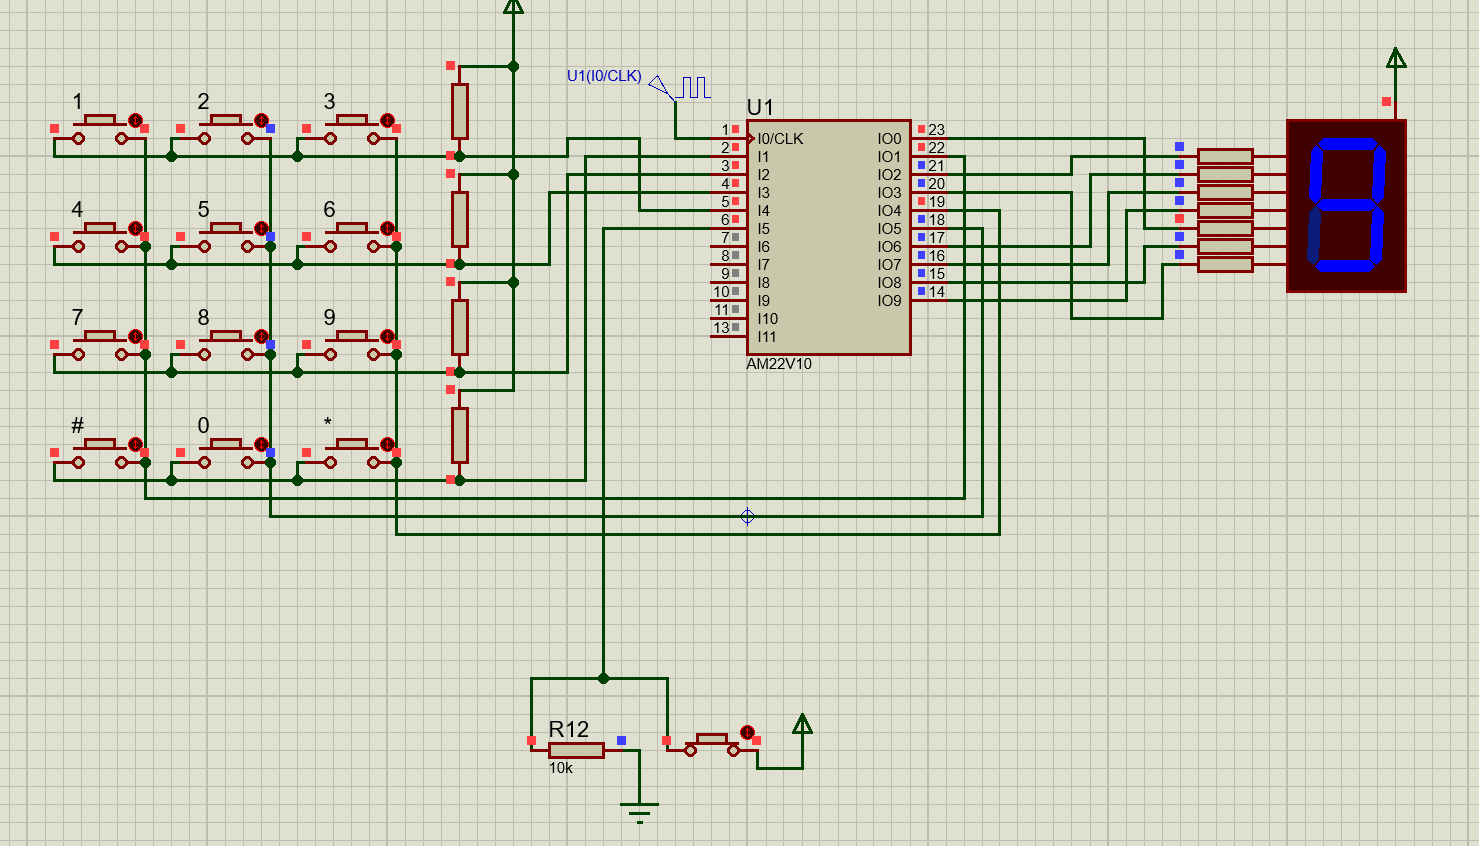 1 2 3
4 5 6
7 8 9
# 0 *
U1(I0/CLK)
U1
1 I0/CLK IO0 23
2 I1 IO1 22
3 I2 IO2 21
4 I3 IO3 20
5 I4 IO4 19
6 I5 IO5 18
7 I6 IO6 17
8 I7 IO7 16
9 I8 IO8 15
10 I9 IO9 14
11 I10
13 I11
AM22V10
9
R12
10k